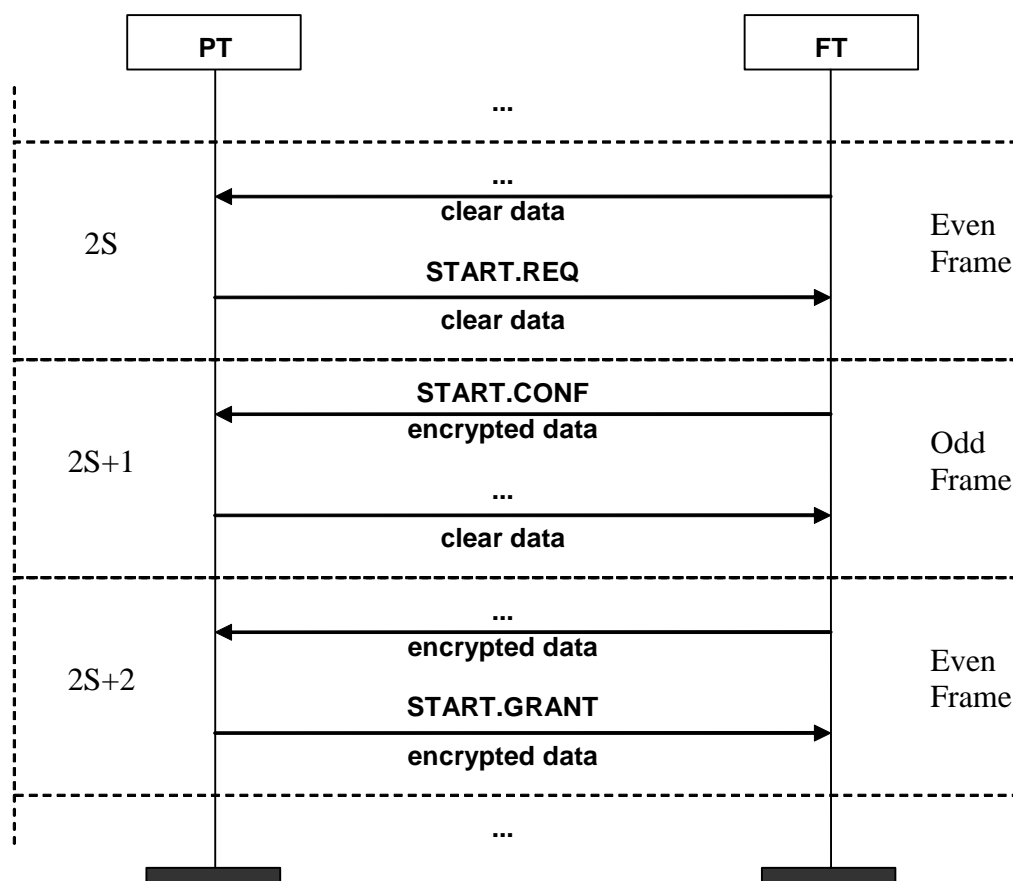 PT
FT
...
...
clear data
2S
Even
Frame
START.REQ
clear data
START.CONF
encrypted data
2S+1
Odd
Frame
...
clear data
...
encrypted data
2S+2
Even
Frame
START.GRANT
encrypted data
...